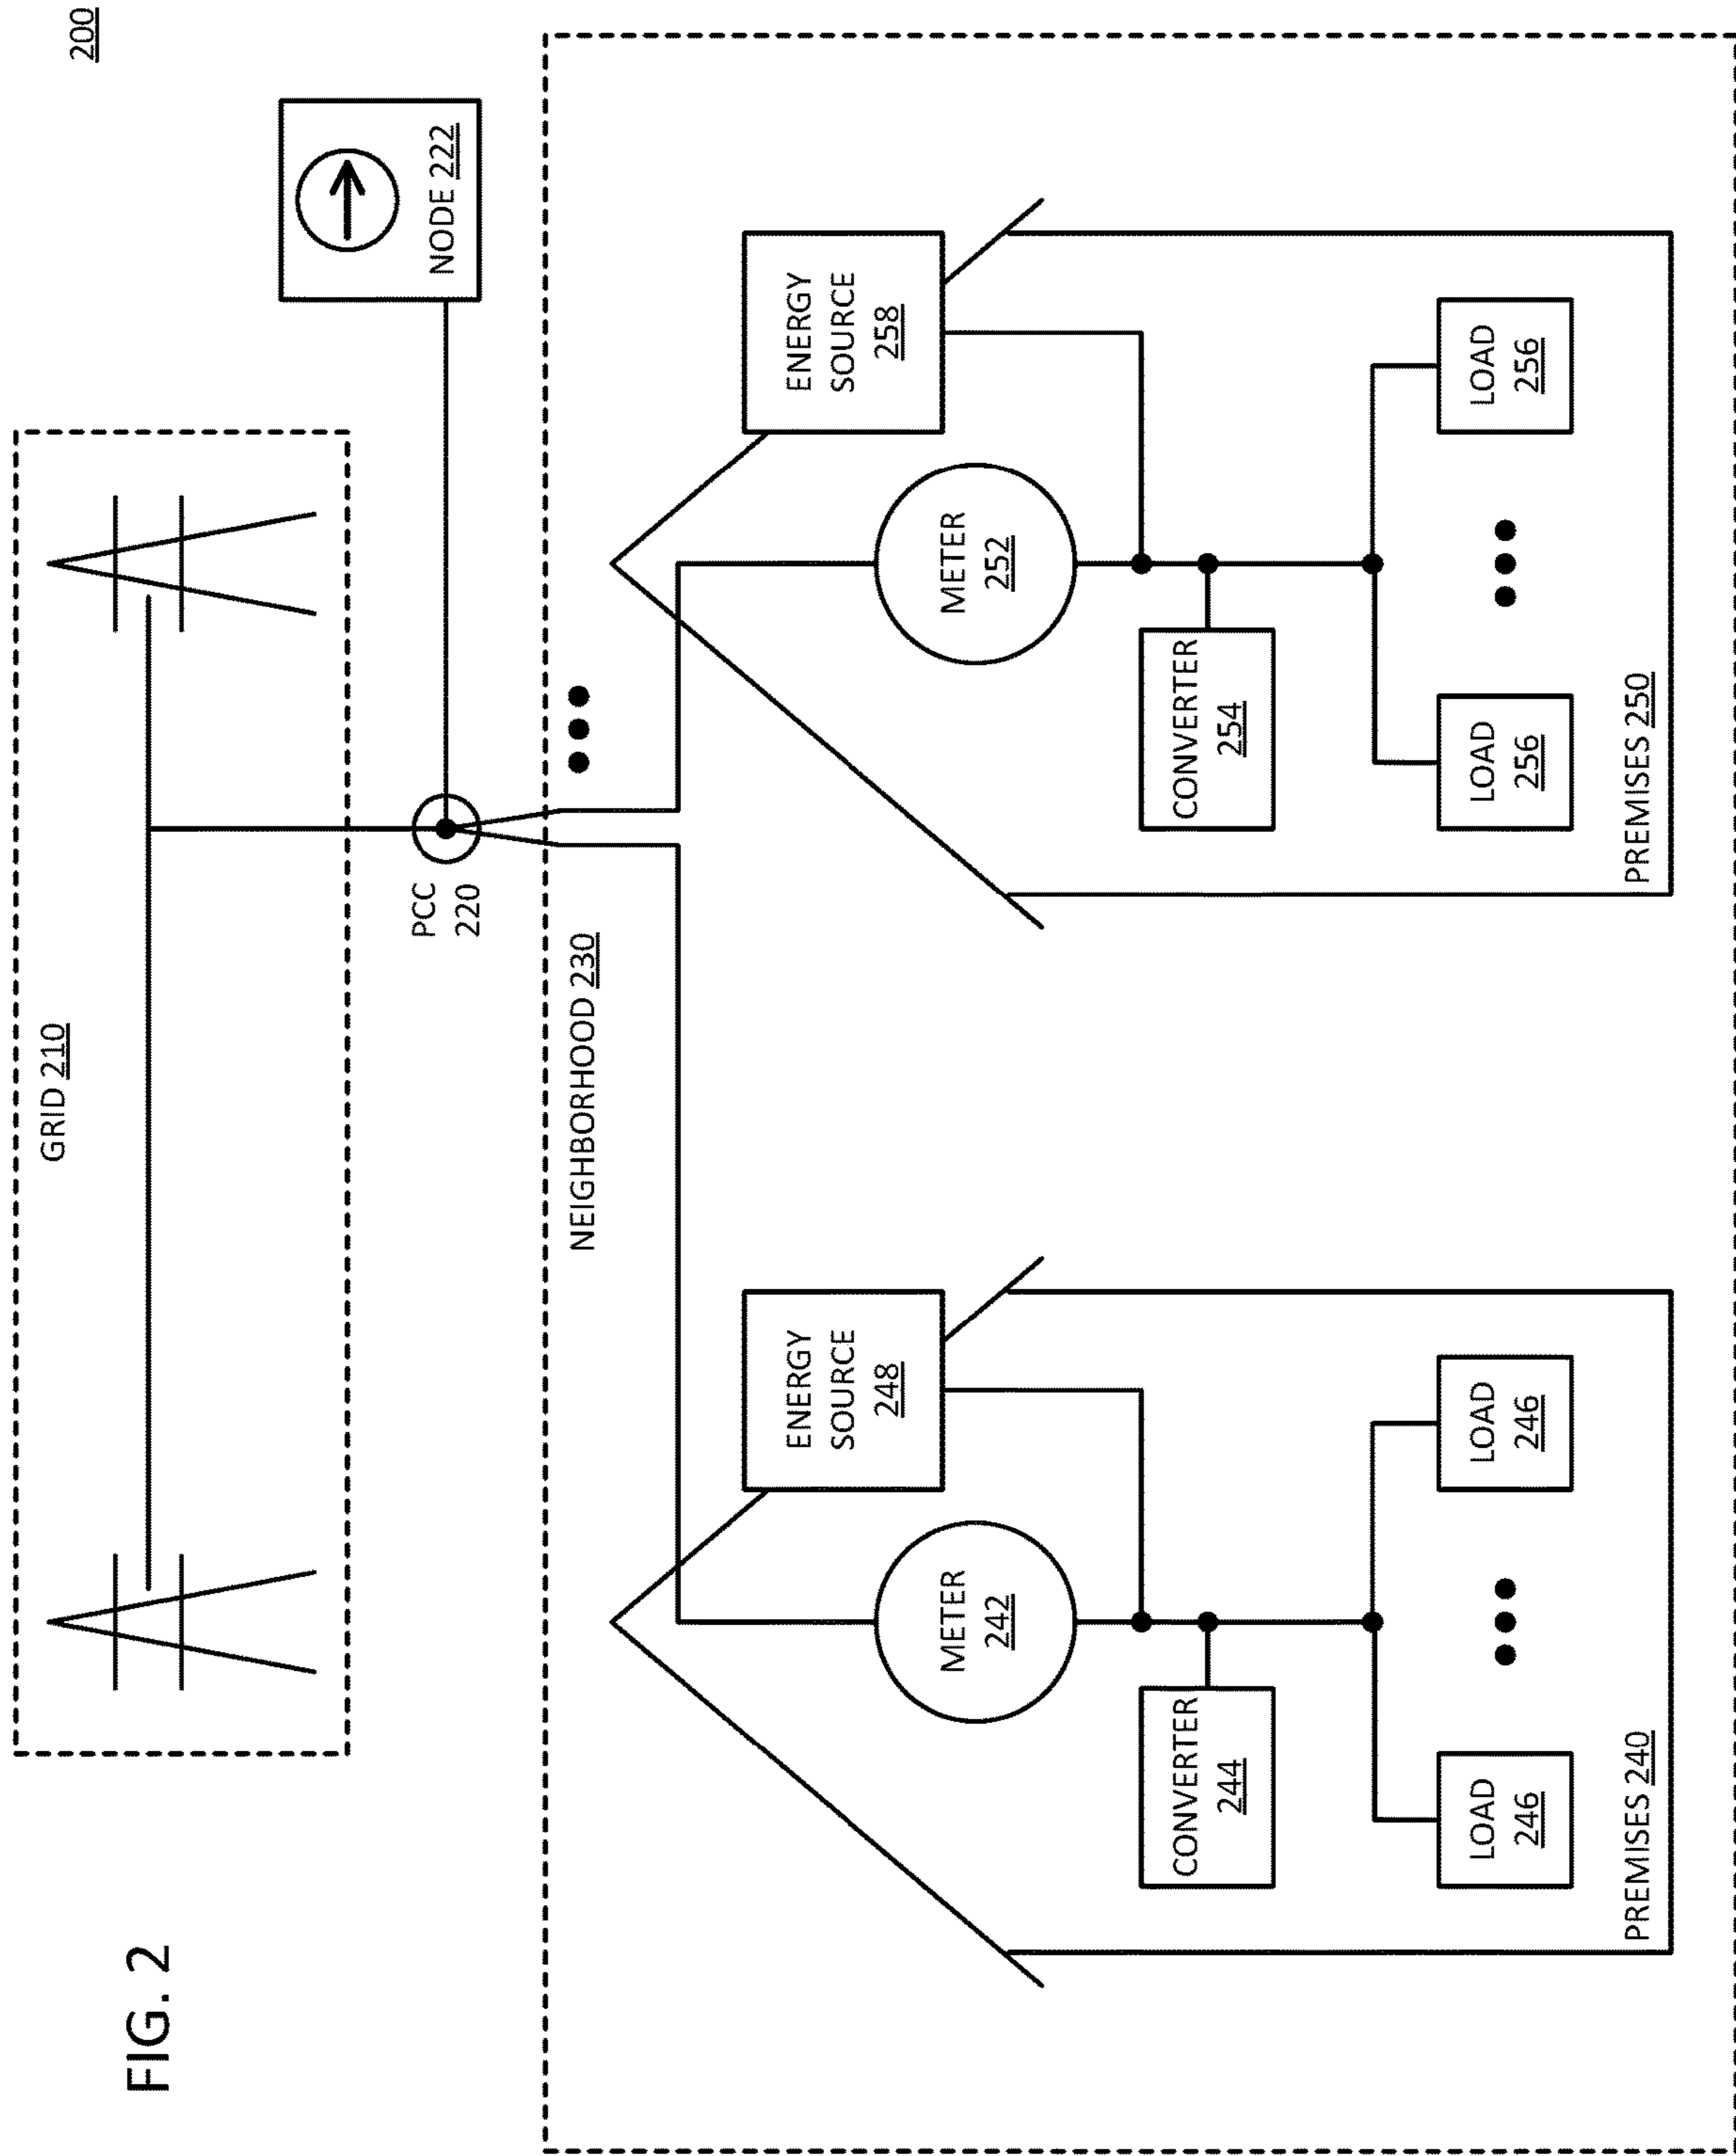 FIG. 2
200
GRID 210
NODE 222
PCC
220
NEIGHBORHOOD 230
ENERGY
SOURCE
248
METER
242
CONVERTER
244
LOAD
246
LOAD
246
PREMISES 240
ENERGY
SOURCE
258
METER
252
CONVERTER
254
LOAD
256
LOAD
256
PREMISES 250